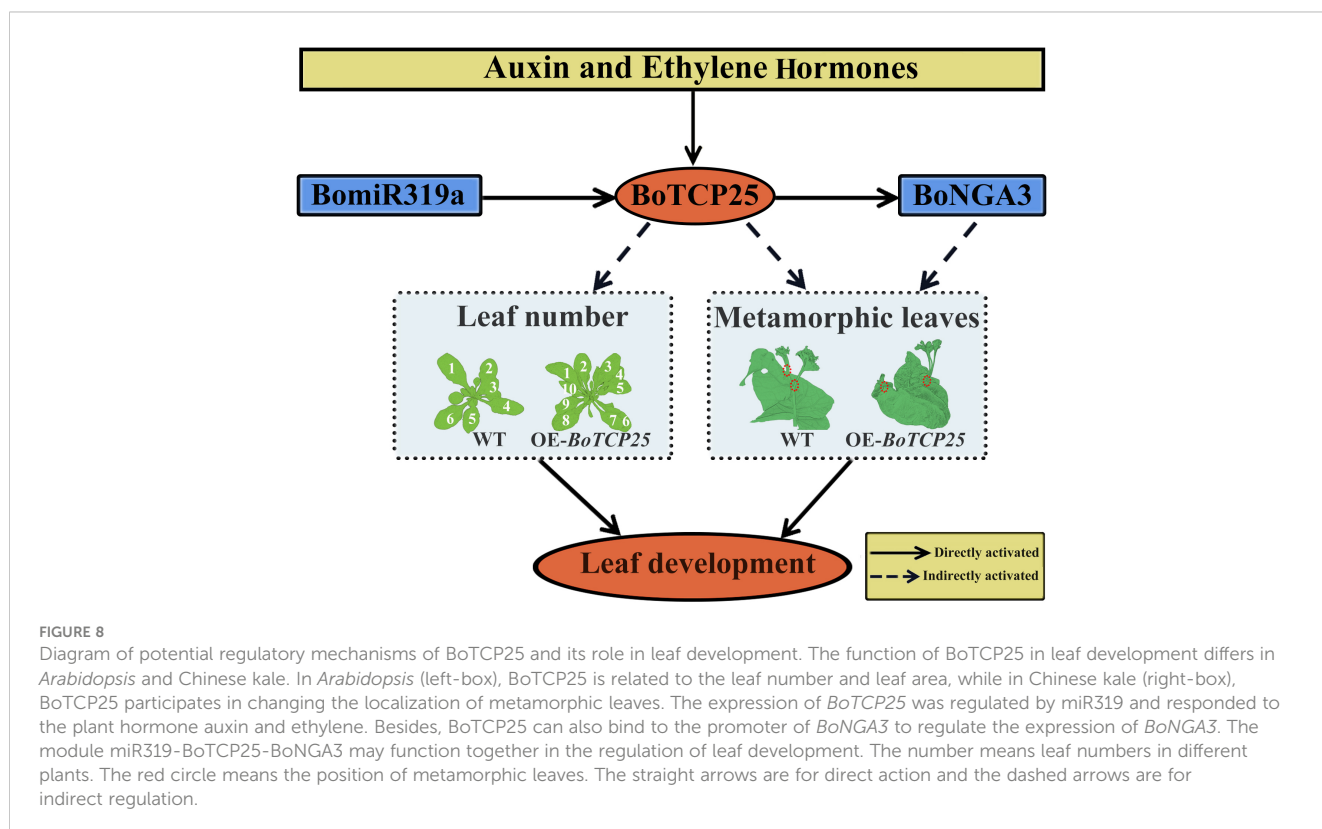 Auxin and Ethylene Hormones
BomiR319a
BoTCP25
BoNGA3
Leaf number
1 2 3 4 5 6
WT
1 2 3 4 5 6 7 8 9 10
OE-BoTCP25
Metamorphic leaves
WT
OE-BoTCP25
Leaf development
Directly activated
Indirectly activated
FIGURE 8
Diagram of potential regulatory mechanisms of BoTCP25 and its role in leaf development. The function of BoTCP25 in leaf development differs in
Arabidopsis and Chinese kale. In Arabidopsis (left-box), BoTCP25 is related to the leaf number and leaf area, while in Chinese kale (right-box),
BoTCP25 participates in changing the localization of metamorphic leaves. The expression of BoTCP25 was regulated by miR319 and responded to
the plant hormone auxin and ethylene. Besides, BoTCP25 can also bind to the promoter of BoNGA3 to regulate the expression of BoNGA3. The
module miR319-BoTCP25-BoNGA3 may function together in the regulation of leaf development. The number means leaf numbers in different
plants. The red circle means the position of metamorphic leaves. The straight arrows are for direct action and the dashed arrows are for
indirect regulation.